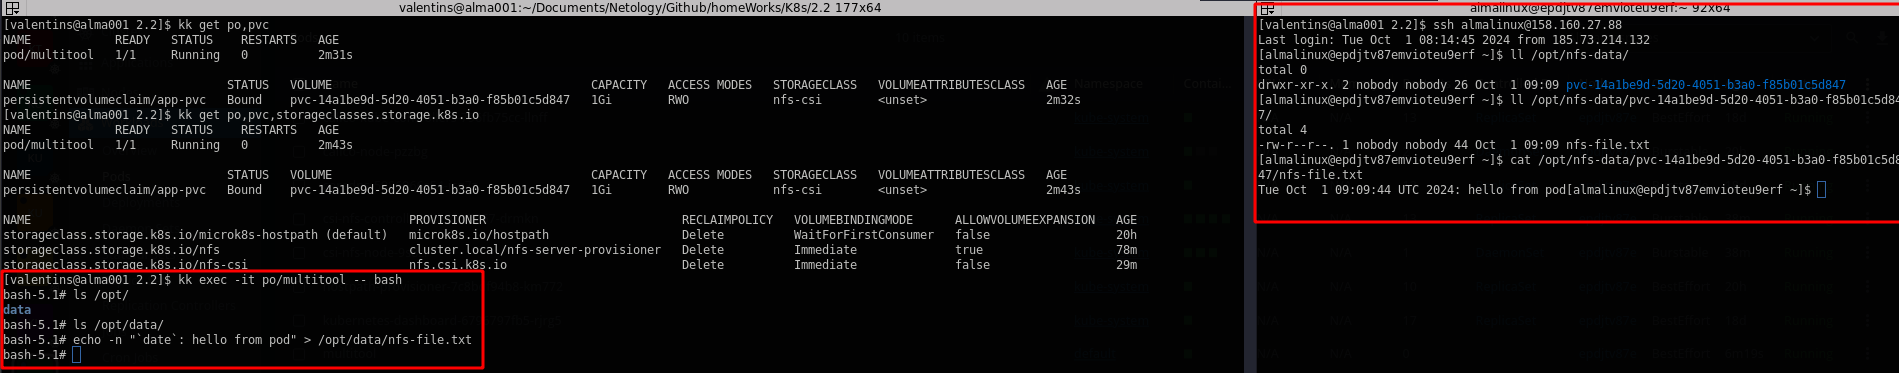 valentins@alma001:~/Documents/Netology/Github/homeWorks/K8s/2.2 177x64
[valentins@alma001 2.2]$ kk get po,pvc
NAME READY STATUS RESTARTS AGE
pod/multitool 1/1 Running 0 2m31s
NAME STATUS VOLUME CAPACITY ACCESS MODES STORAGECLASS VOLUMEATTRIBUTESCLASS AGE
persistentvolumeclaim/app-pvc Bound pvc-14a1be9d-5d20-4051-b3a0-f85b01c5d847 1Gi RWO nfs-csi <unset> 2m32s
[valentins@alma001 2.2]$ kk get po,pvc,storageclasses.storage.k8s.io
NAME READY STATUS RESTARTS AGE
pod/multitool 1/1 Running 0 2m43s
NAME STATUS VOLUME CAPACITY ACCESS MODES STORAGECLASS VOLUMEATTRIBUTESCLASS AGE
persistentvolumeclaim/app-pvc Bound pvc-14a1be9d-5d20-4051-b3a0-f85b01c5d847 1Gi RWO nfs-csi <unset> 2m43s
NAME PROVISIONER RECLAIMPOLICY VOLUMEBINDINGMODE ALLOWVOLUMEEXPANSION AGE
storageclass.storage.k8s.io/microk8s-hostpath (default) microk8s.io/hostpath Delete WaitForFirstConsumer false 20h
storageclass.storage.k8s.io/nfs cluster.local/nfs-server-provisioner Delete Immediate true 78m
storageclass.storage.k8s.io/nfs-csi nfs.csi.k8s.io Delete Immediate false 29m
[valentins@alma001 2.2]$ kk exec -it po/multitool -- bash
bash-5.1# ls /opt/
data
bash-5.1# ls /opt/data/
bash-5.1# echo -n "`date`: hello from pod" > /opt/data/nfs-file.txt
bash-5.1#
almalinux@epdjtv87emvioteu9erf:~ 92x64
[valentins@alma001 2.2]$ ssh almalinux@158.160.27.88
Last login: Tue Oct 1 08:14:45 2024 from 185.73.214.132
[almalinux@epdjtv87emvioteu9erf ~]$ ll /opt/nfs-data/
total 0
drwxr-xr-x. 2 nobody nobody 26 Oct 1 09:09 pvc-14a1be9d-5d20-4051-b3a0-f85b01c5d847
[almalinux@epdjtv87emvioteu9erf ~]$ ll /opt/nfs-data/pvc-14a1be9d-5d20-4051-b3a0-f85b01c5d84
7/
total 4
-rw-r--r--. 1 nobody nobody 44 Oct 1 09:09 nfs-file.txt
[almalinux@epdjtv87emvioteu9erf ~]$ cat /opt/nfs-data/pvc-14a1be9d-5d20-4051-b3a0-f85b01c5d8
47/nfs-file.txt
Tue Oct 1 09:09:44 UTC 2024: hello from pod[almalinux@epdjtv87emvioteu9erf ~]$